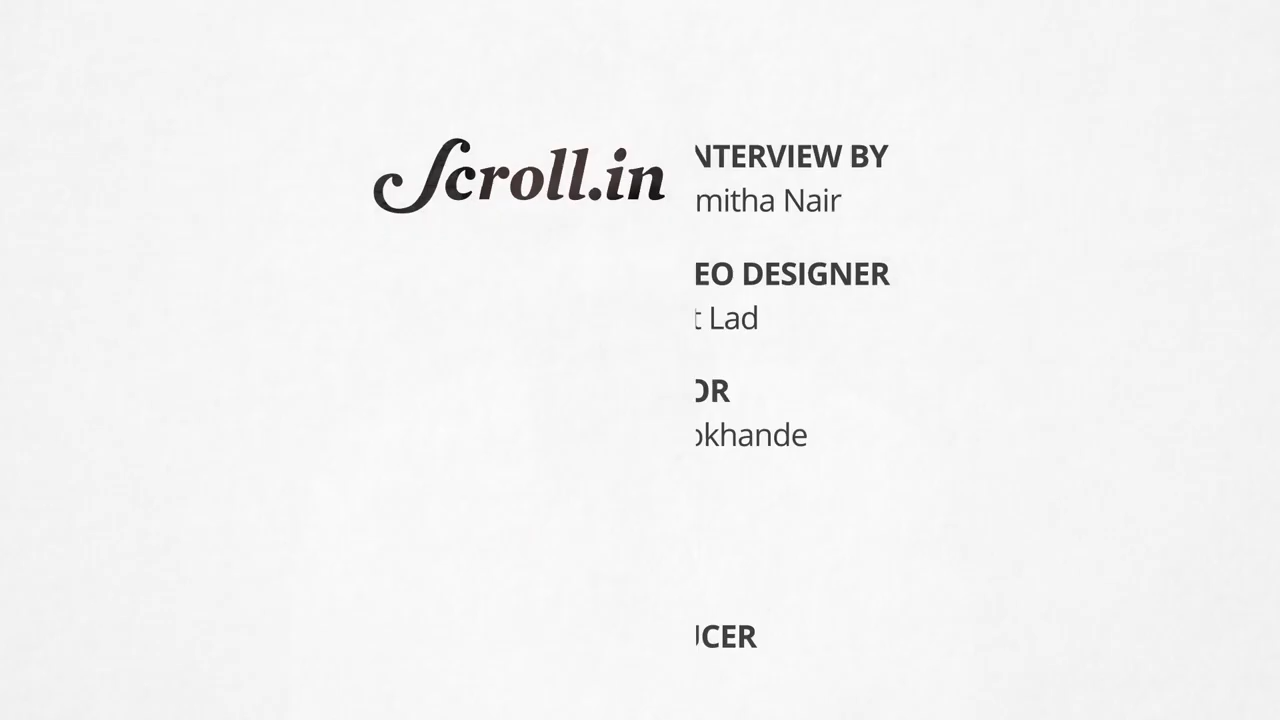 Scroll.in
NTERVIEW BY
mitha Nair
EO DESIGNER
t Lad
OR
okhande
UCER